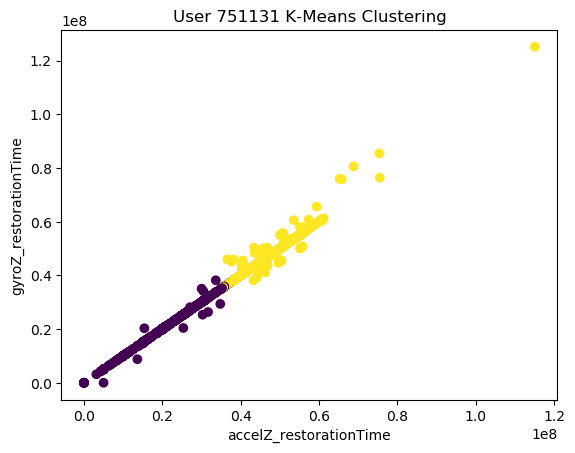 User 751131 K-Means Clustering
1e8
1.2
1.0
0.8
0.6
0.4
0.2
0.0
gyroZ_restorationTime
0.0 0.2 0.4 0.6 0.8 1.0 1.2
accelZ_restorationTime 1e8